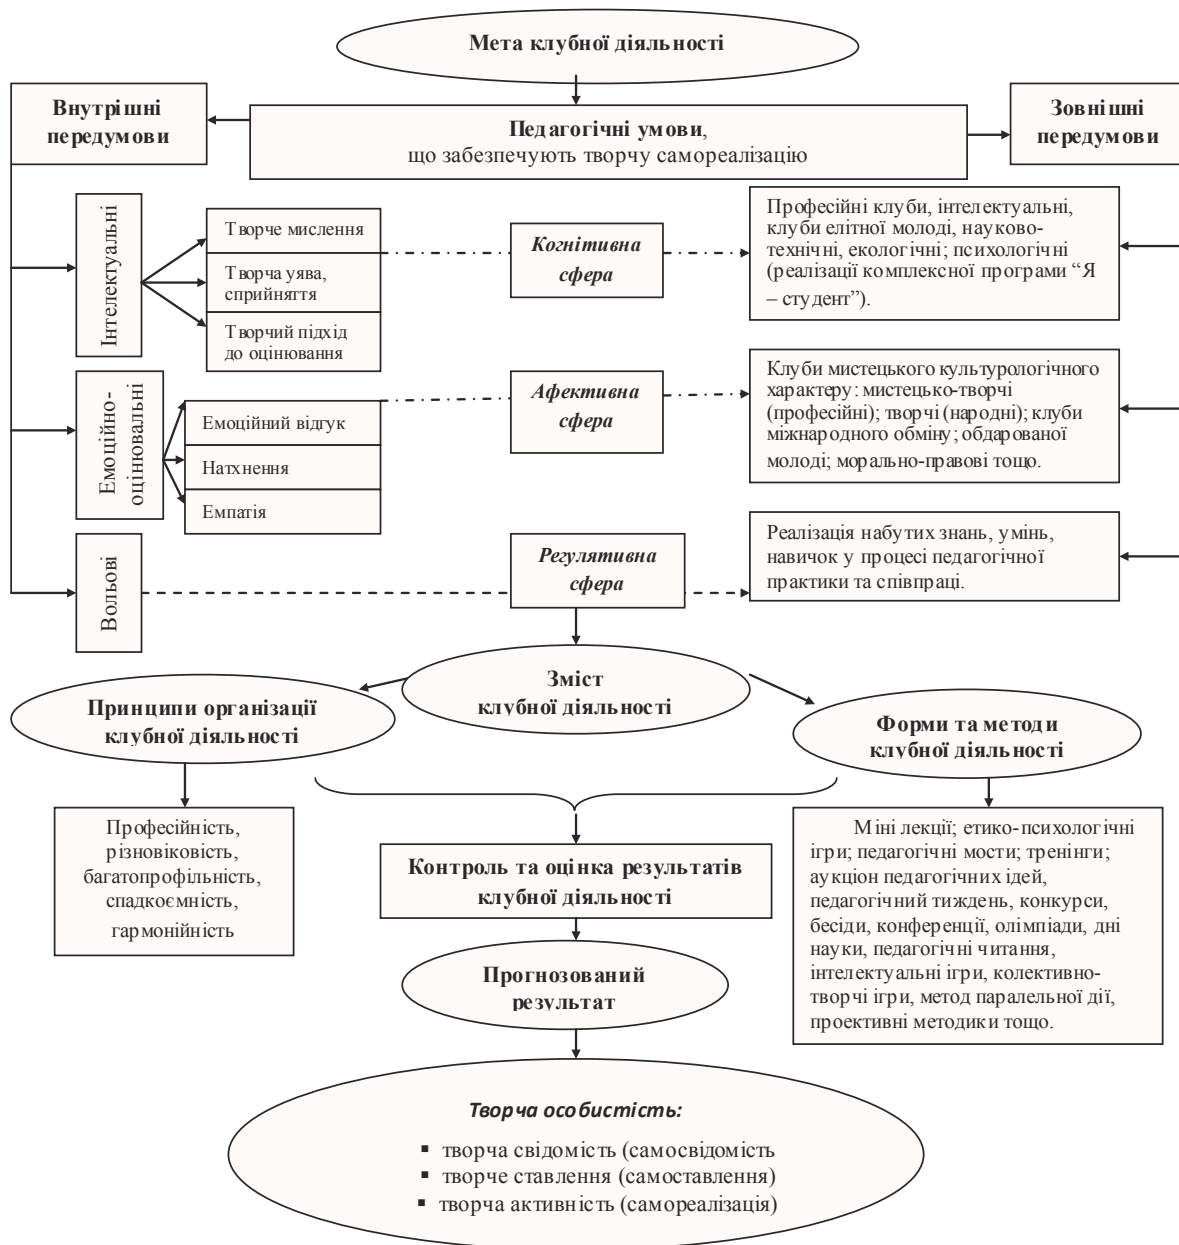 Мета клубної діяльності
Внутрішні
передумови
Педагогічні умови,
що забезпечують творчу самореалізацію
Зовнішні
передумови
Інтелектуальні
Творче мислення
Творча уява,
сприйняття
Творчий підхід
до оцінювання
Когнітивна
сфера
Професійні клуби, інтелектуальні,
клуби елітної молоді, науково-
технічні, екологічні; психологічні
(реалізації комплексної програми “Я
– студент”).
Емоційно-
оцінювальні
Емоційний відгук
Натхнення
Емпатія
Афективна
сфера
Клуби мистецького культурологічного
характеру: мистецько-творчі
(професійні); творчі (народні); клуби
міжнародного обміну; обдарованої
молоді; морально-правові тощо.
Вольові
Регулятивна
сфера
Реалізація набутих знань, умінь,
навичок у процесі педагогічної
практики та співпраці.
Зміст
клубної діяльності
Принципи організації
клубної діяльності
Форми та методи
клубної діяльності
Професійність,
різновіковість,
багатопрофільність,
спадкоємність,
гармонійність
Контроль та оцінка результатів
клубної діяльності
Міні лекції; етико-психологічні
ігри; педагогічні мости; тренінги;
аукціон педагогічних ідей,
педагогічний тиждень, конкурси,
бесіди, конференції, олімпіади, дні
науки, педагогічні читання,
інтелектуальні ігри, колективно-
творчі ігри, метод паралельної дії,
проективні методики тощо.
Прогнозований
результат
Творча особистість:
▪ творча свідомість (самосвідомість
▪ творче ставлення (самоставлення)
▪ творча активність (самореалізація)